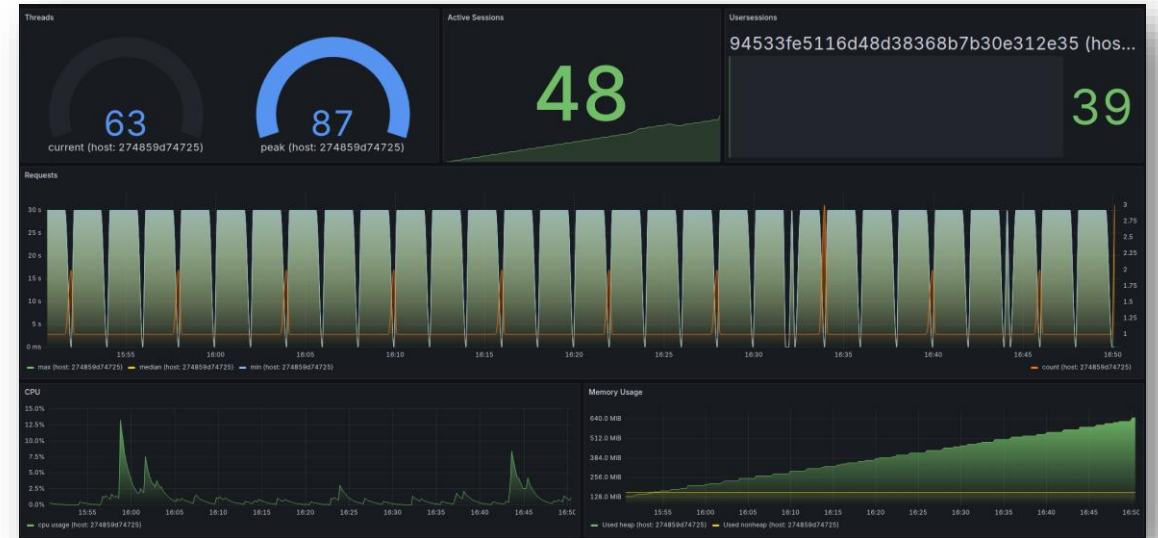 Threads
63
current (host: 274859d74725)
87
peak (host: 274859d74725)
Active Sessions
48
Usersessions
94533fe5116d48d38368b7b30e312e35 (hos...
39
Requests
30 s
25 s
20 s
15 s
10 s
5 s
0 ms
3
2.75
2.5
2.25
2
1.75
1.5
1.25
1
15:55 16:00 16:05 16:10 16:15 16:20 16:25 16:30 16:35 16:40 16:45 16:50
max (host: 274859d74725) median (host: 274859d74725) min (host: 274859d74725) count (host: 274859d74725)
CPU
15.0%
12.5%
10.0%
7.5%
5.0%
2.5%
0.0%
15:55 16:00 16:05 16:10 16:15 16:20 16:25 16:30 16:35 16:40 16:45 16:50
cpu usage (host: 274859d74725)
Memory Usage
640.0 MiB
512.0 MiB
384.0 MiB
256.0 MiB
128.0 MiB
15:55 16:00 16:05 16:10 16:15 16:20 16:25 16:30 16:35 16:40 16:45 16:50
Used heap (host: 274859d74725) Used nonheap (host: 274859d74725)